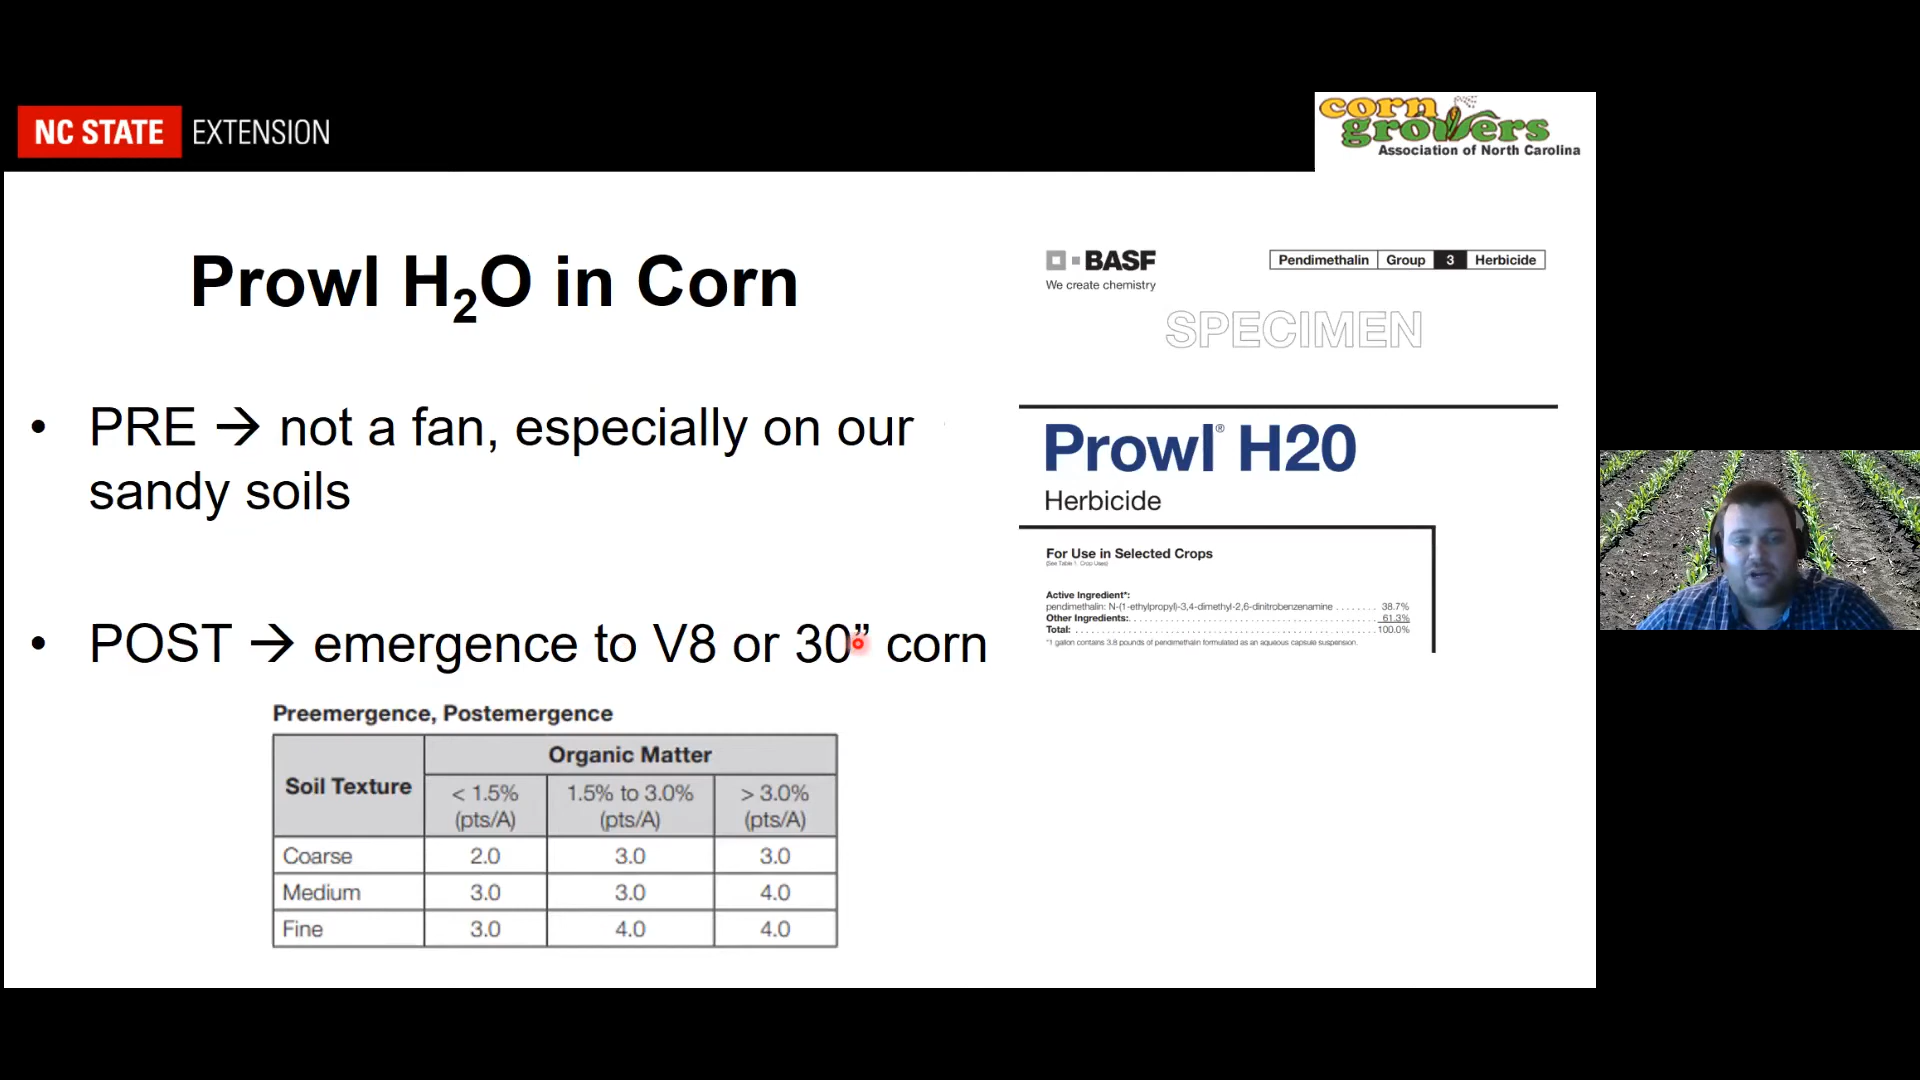 NC STATE EXTENSION
corn
growers
Association of North Carolina
Prowl H₂O in Corn
• PRE → not a fan, especially on our
sandy soils
• POST → emergence to V8 or 30” corn
Preemergence, Postemergence
Soil Texture Organic Matter
< 1.5% (pts/A) 1.5% to 3.0% (pts/A) > 3.0% (pts/A)
Coarse 2.0 3.0 3.0
Medium 3.0 3.0 4.0
Fine 3.0 4.0 4.0
BASF
We create chemistry
Pendimethalin Group 3 Herbicide
SPECIMEN
Prowl® H20
Herbicide
For Use in Selected Crops
(See Table 1. Crop Uses)
Active Ingredient*:
pendimethalin: N-(1-ethylpropyl)-3,4-dimethyl-2,6-dinitrobenzenamine . . . . . . . . 38.7%
Other Ingredients: . . . . . . . . 61.3%
Total: . . . . . . . . 100.0%
*1 gallon contains 3.8 pounds of pendimethalin formulated as an aqueous capsule suspension.